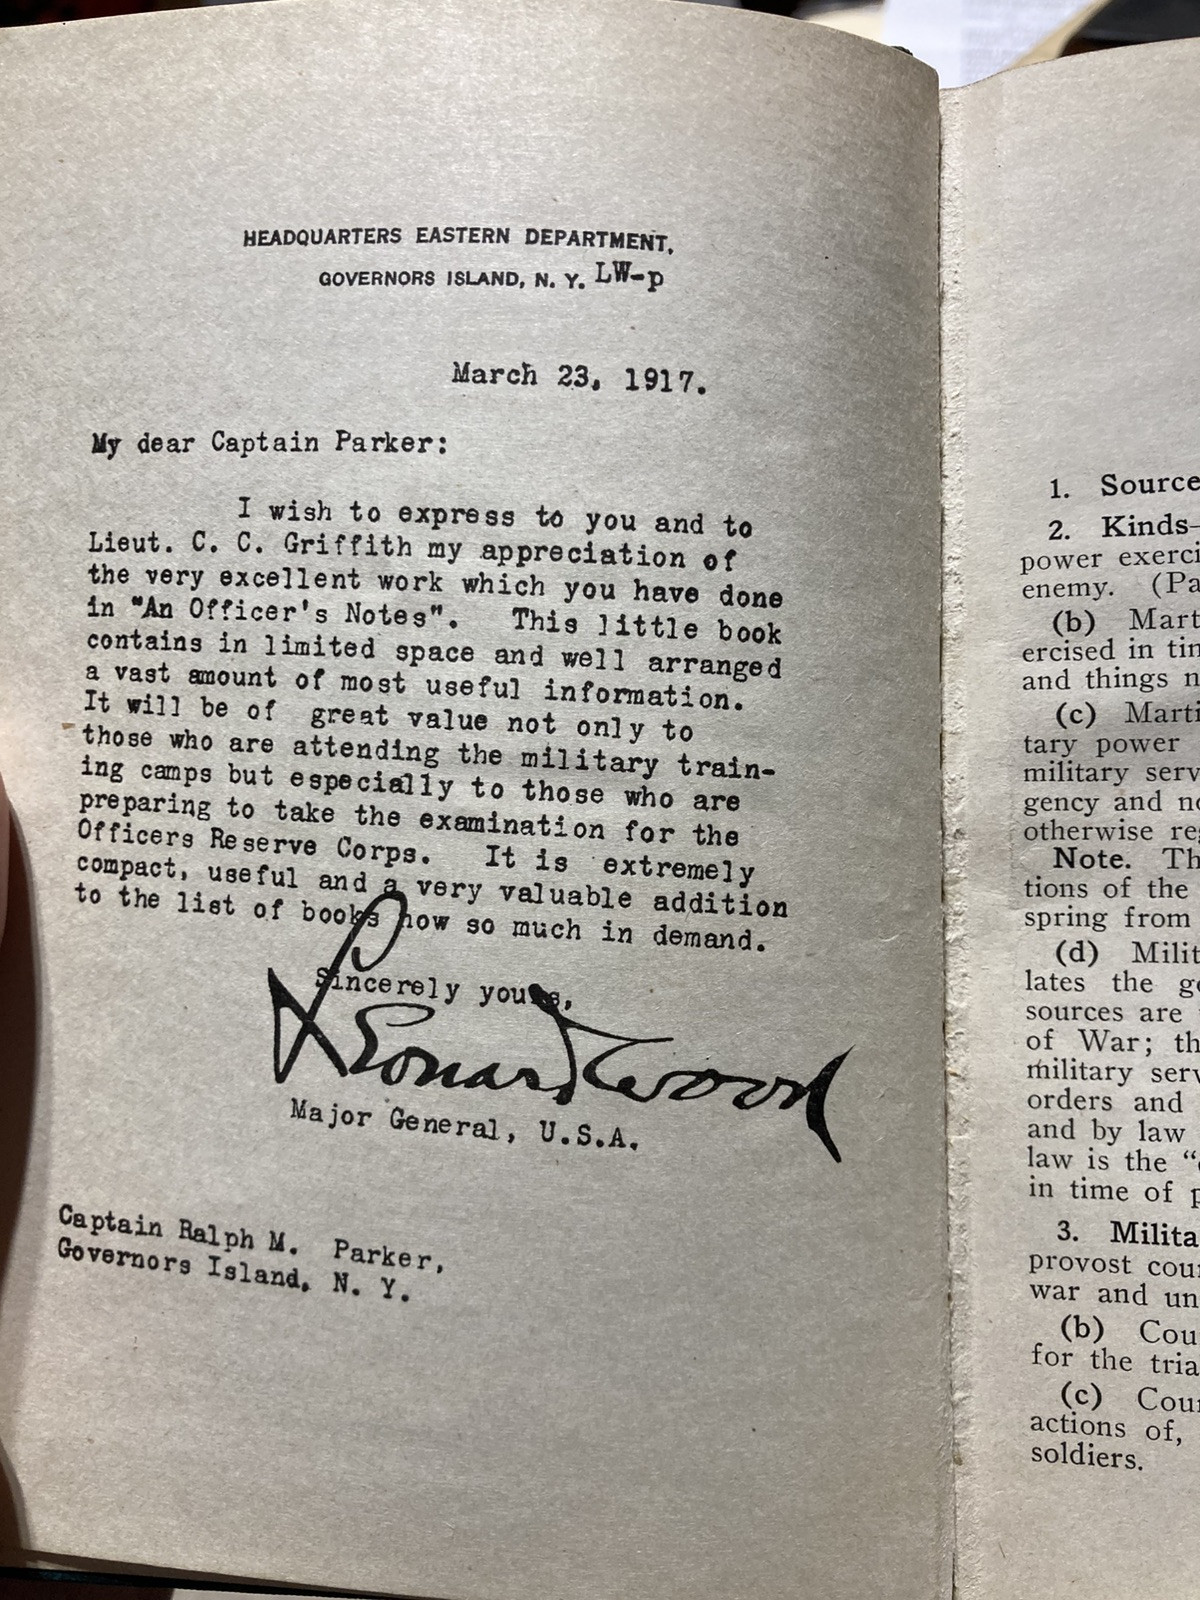 HEADQUARTERS EASTERN DEPARTMENT,
GOVERNORS ISLAND, N. Y. LW-p
March 23, 1917.
My dear Captain Parker:
I wish to express to you and to
Lieut. C. C. Griffith my appreciation of
the very excellent work which you have done
in "An Officer's Notes". This little book
contains in limited space and well arranged
a vast amount of most useful information.
It will be of great value not only to
those who are attending the military train-
ing camps but especially to those who are
preparing to take the examination for the
Officers Reserve Corps. It is extremely
compact, useful and a very valuable addition
to the list of books now so much in demand.
Sincerely yours,
Leonard Wood
Major General, U.S.A.
Captain Ralph M. Parker,
Governors Island, N. Y.
1. Source
2. Kinds—
power exerci
enemy. (Pa
(b) Mart
ercised in tin
and things n
(c) Marti
tary power
military serv
gency and no
otherwise reg
Note. Th
tions of the
spring from
(d) Milit
lates the go
sources are
of War; th
military serv
orders and
and by law
law is the “
in time of p
3. Milita
provost cour
war and un
(b) Cou
for the tria
(c) Cour
actions of,
soldiers.